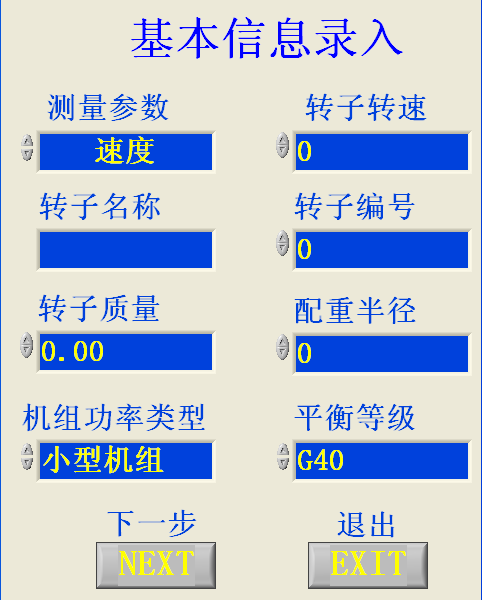 基本信息录入
测量参数 转子转速
速度 0
转子名称 转子编号
0
转子质量 配重半径
0.00 0
机组功率类型 平衡等级
小型机组 G40
下一步 退出
NEXT EXIT